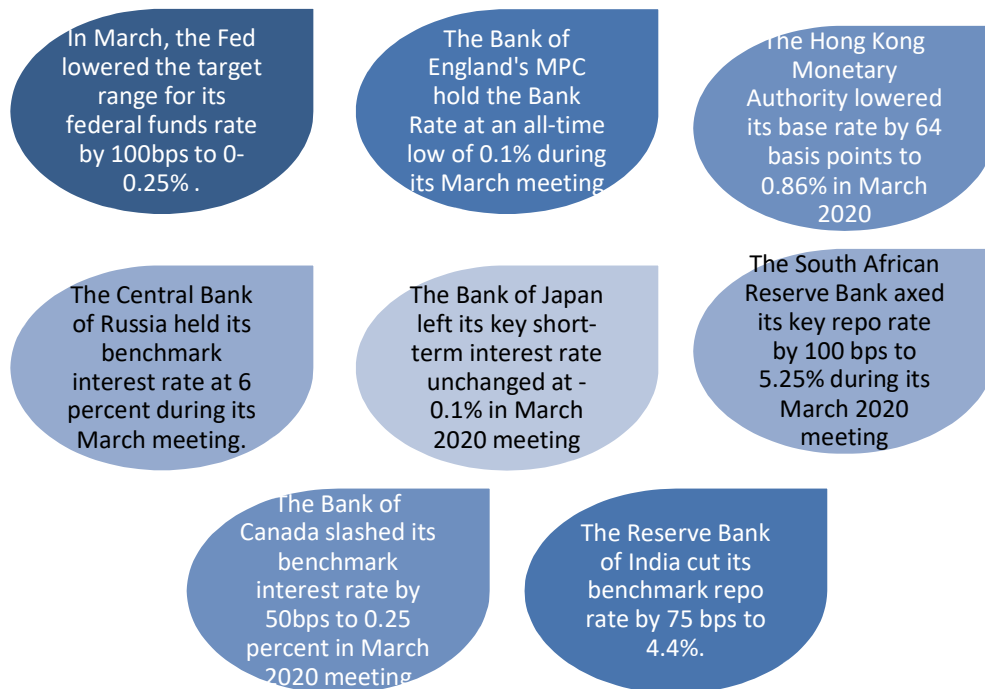 In March, the Fed
lowered the target
range for its
federal funds rate
by 100bps to 0-
0.25% .
The Bank of
England's MPC
hold the Bank
Rate at an all-time
low of 0.1% during
its March meeting
The Hong Kong
Monetary
Authority lowered
its base rate by 64
basis points to
0.86% in March
2020
The Central Bank
of Russia held its
benchmark
interest rate at 6
percent during its
March meeting.
The Bank of Japan
left its key short-
term interest rate
unchanged at -
0.1% in March
2020 meeting
The South African
Reserve Bank axed
its key repo rate
by 100 bps to
5.25% during its
March 2020
meeting
The Bank of
Canada slashed its
benchmark
interest rate by
50bps to 0.25
percent in March
2020 meeting
The Reserve Bank
of India cut its
benchmark repo
rate by 75 bps to
4.4%.